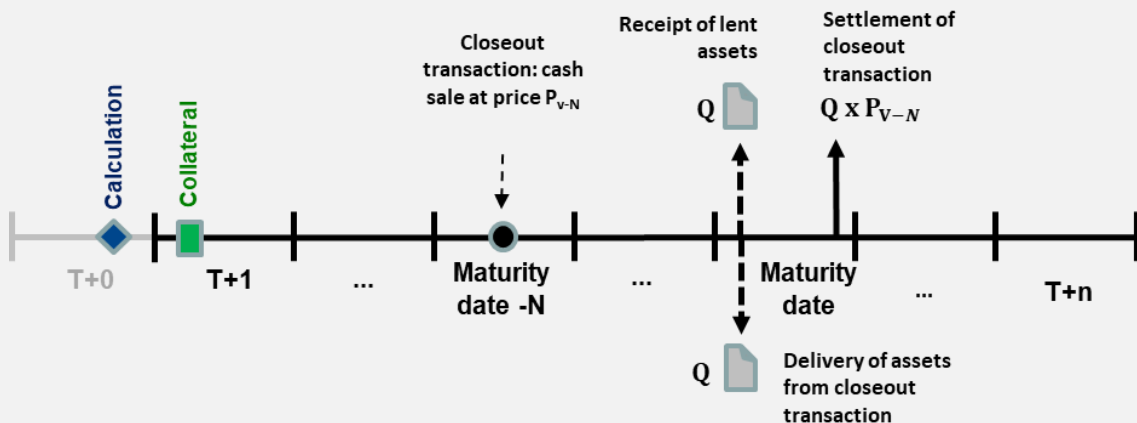 Calculation
Collateral
Closeout
transaction: cash
sale at price Pv-N
Receipt of lent
assets
Q
Settlement of
closeout
transaction
Q x PV−N
T+0
T+1
...
Maturity
date -N
...
Maturity
date
...
T+n
Q
Delivery of assets
from closeout
transaction